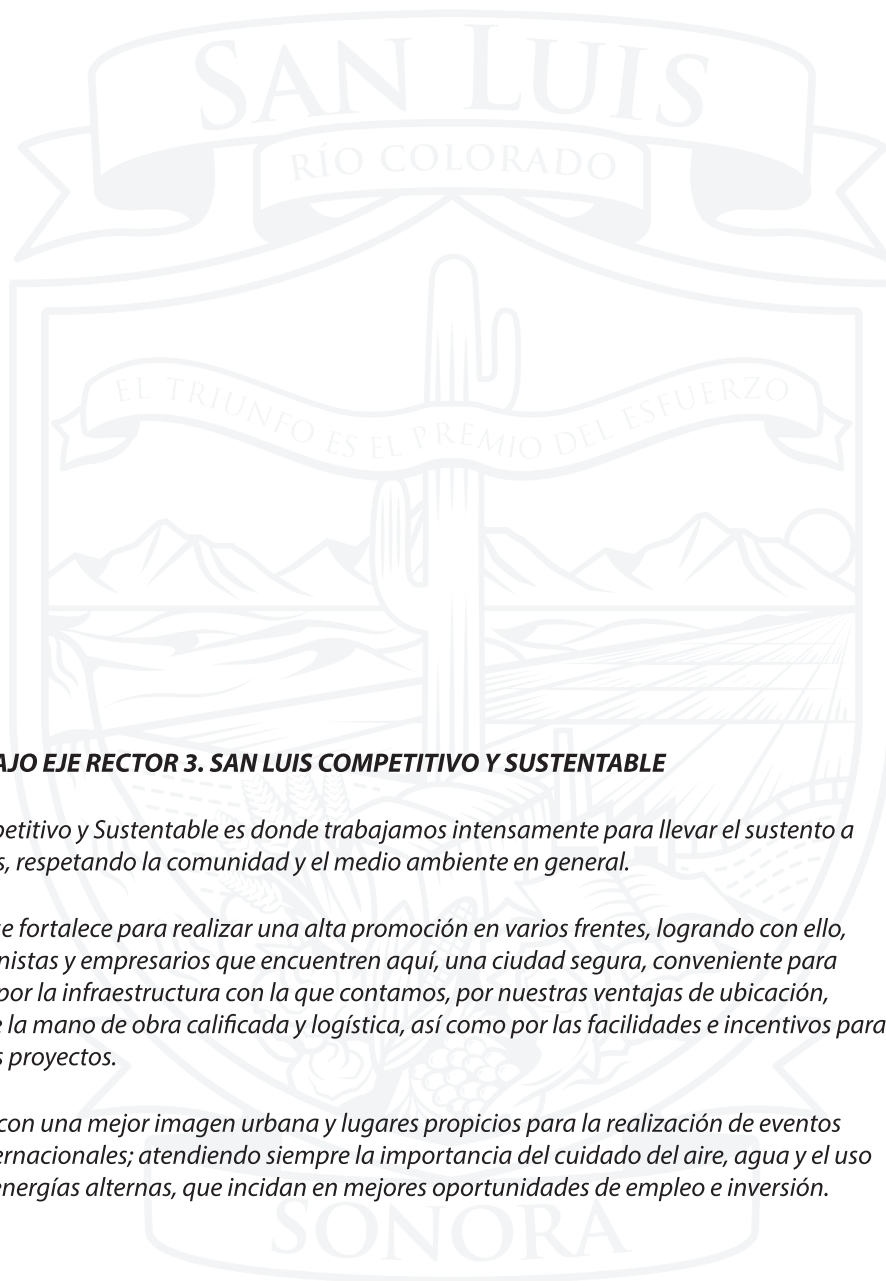 SAN LUIS
RÍO COLORADO
EL TRIUNFO ES EL PREMIO DEL ESFUERZO
AJO EJE RECTOR 3. SAN LUIS COMPETITIVO Y SUSTENTABLE
petitivo y Sustentable es donde trabajamos intensamente para llevar el sustento a
s, respetando la comunidad y el medio ambiente en general.
se fortalece para realizar una alta promoción en varios frentes, logrando con ello,
nistas y empresarios que encuentren aquí, una ciudad segura, conveniente para
por la infraestructura con la que contamos, por nuestras ventajas de ubicación,
e la mano de obra calificada y logística, así como por las facilidades e incentivos para
s proyectos.
con una mejor imagen urbana y lugares propicios para la realización de eventos
ernacionales; atendiendo siempre la importancia del cuidado del aire, agua y el uso
energías alternas, que incidan en mejores oportunidades de empleo e inversión.
SONORA